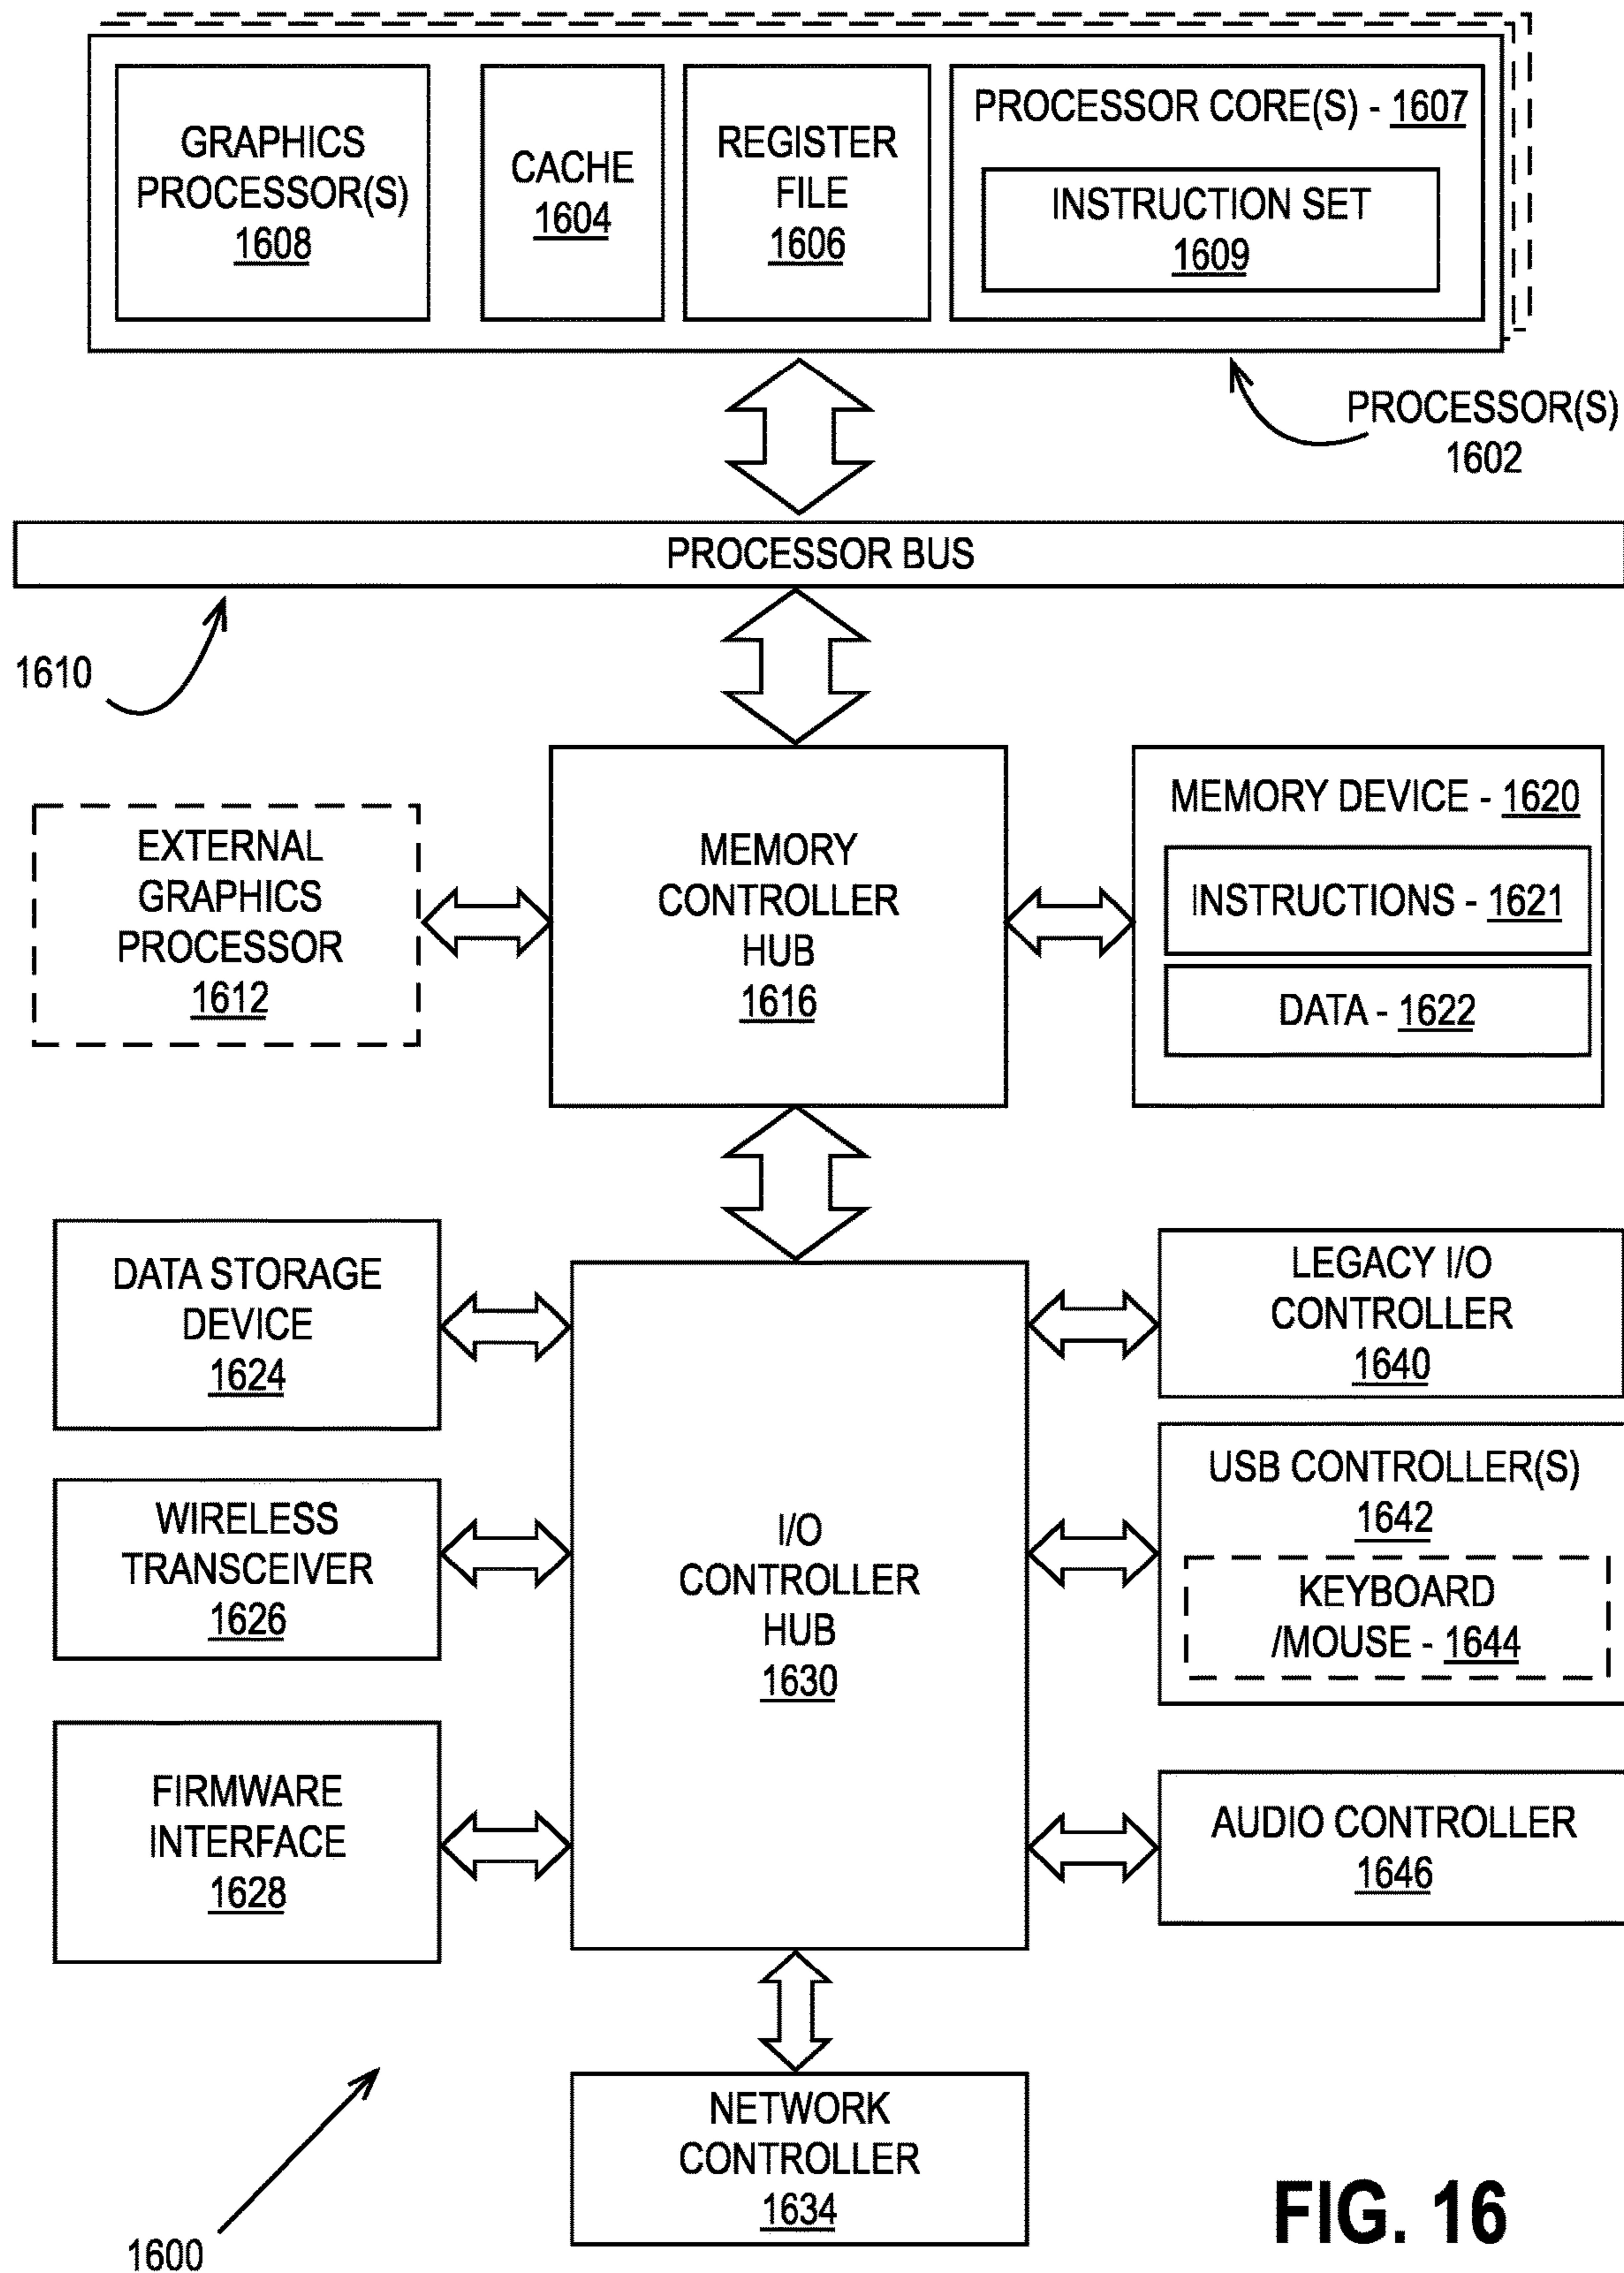 GRAPHICS
PROCESSOR(S)
1608
CACHE
1604
REGISTER
FILE
1606
PROCESSOR CORE(S) - 1607
INSTRUCTION SET
1609
PROCESSOR(S)
1602
PROCESSOR BUS
1610
EXTERNAL
GRAPHICS
PROCESSOR
1612
MEMORY
CONTROLLER
HUB
1616
MEMORY DEVICE - 1620
INSTRUCTIONS - 1621
DATA - 1622
DATA STORAGE
DEVICE
1624
WIRELESS
TRANSCEIVER
1626
FIRMWARE
INTERFACE
1628
I/O
CONTROLLER
HUB
1630
LEGACY I/O
CONTROLLER
1640
USB CONTROLLER(S)
1642
KEYBOARD
/MOUSE - 1644
AUDIO CONTROLLER
1646
NETWORK
CONTROLLER
1634
1600
FIG. 16